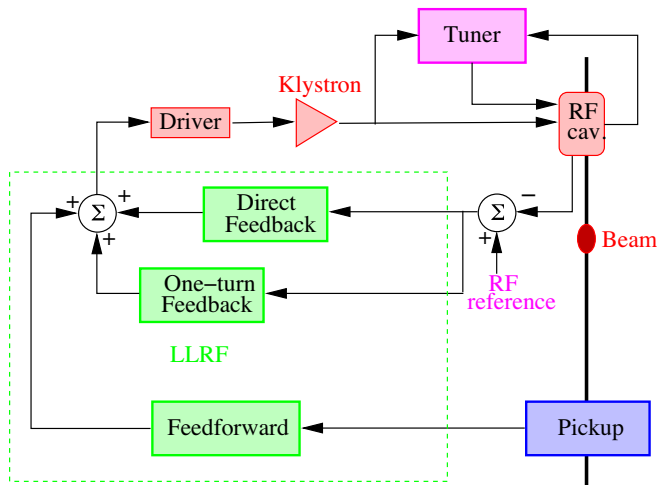 Tuner
Klystron
Driver
RF
cav.
+
+
Σ
+
Direct
Feedback
−
Σ
+
Beam
One−turn
Feedback
RF
reference
LLRF
Feedforward
Pickup